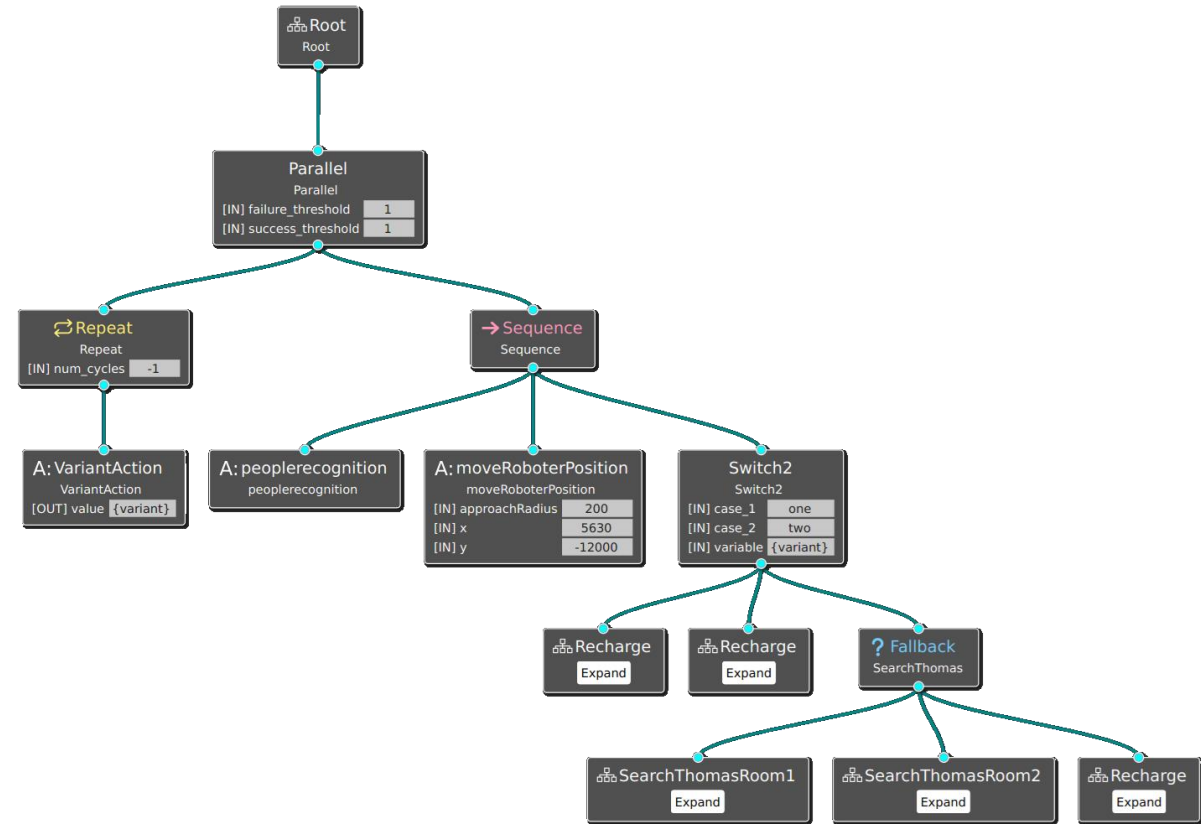 Root
Root
Parallel
Parallel
[IN] failure_threshold 1
[IN] success_threshold 1
Repeat
Repeat
[IN] num_cycles -1
Sequence
Sequence
A: VariantAction
VariantAction
[OUT] value {variant}
A: peoplerecognition
peoplerecognition
A: moveRoboterPosition
moveRoboterPosition
[IN] approachRadius 200
[IN] x 5630
[IN] y -12000
Switch2
Switch2
[IN] case_1 one
[IN] case_2 two
[IN] variable {variant}
Recharge
Expand
Recharge
Expand
? Fallback
SearchThomas
SearchThomasRoom1
Expand
SearchThomasRoom2
Expand
Recharge
Expand